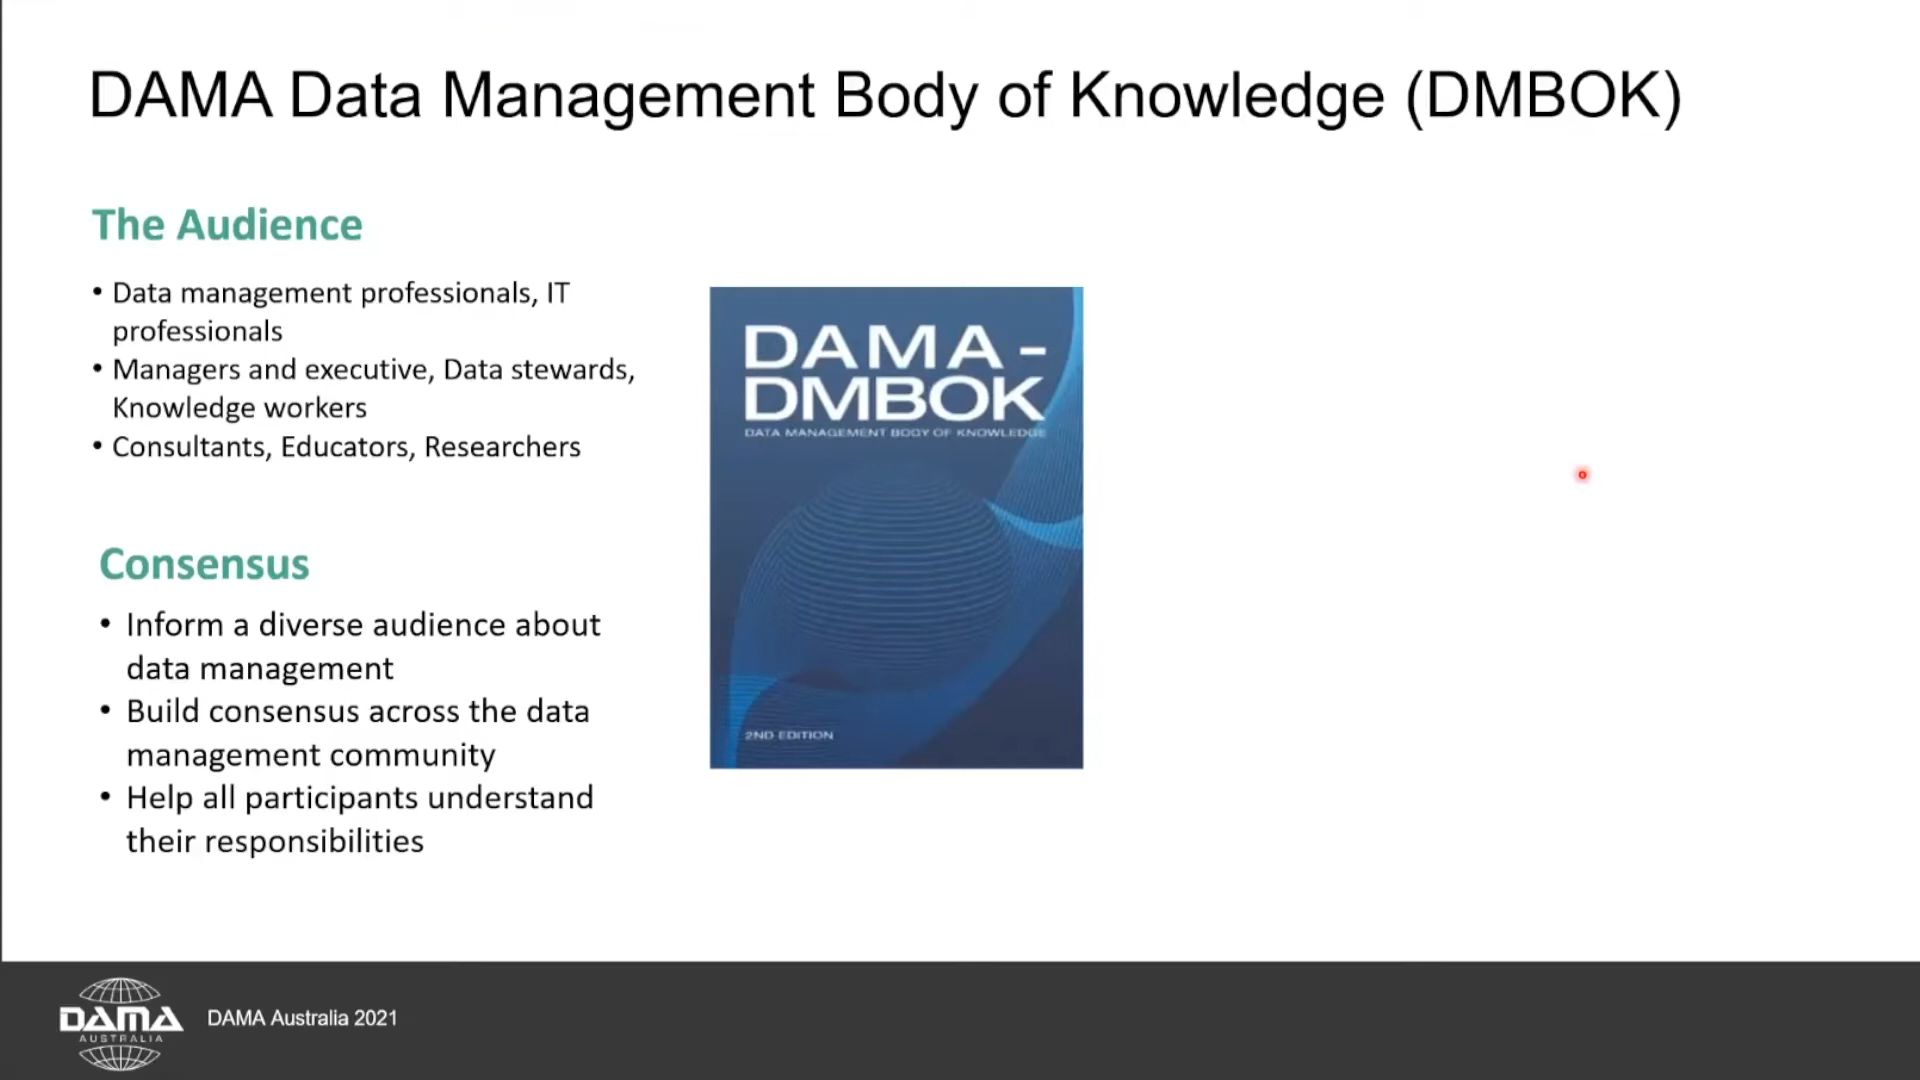 DAMA Data Management Body of Knowledge (DMBOK)
The Audience
• Data management professionals, IT
professionals
• Managers and executive, Data stewards,
Knowledge workers
• Consultants, Educators, Researchers
Consensus
• Inform a diverse audience about
data management
• Build consensus across the data
management community
• Help all participants understand
their responsibilities
DAMA-
DMBOK
DATA MANAGEMENT BODY OF KNOWLEDGE
2ND EDITION
DAMA
AUSTRALIA
DAMA Australia 2021